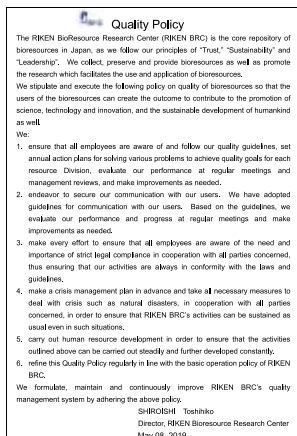 Quality Policy
The RIKEN BioResource Research Center (RIKEN BRC) is the core repository of
bioresources in Japan, as we follow our principles of "Trust," "Sustainability" and
"Leadership". We collect, preserve and provide bioresources as well as promote
the research which facilitates the use and application of bioresources.
We stipulate and execute the following policy on quality of bioresources so that the
users of the bioresources can create the outcome to contribute to the promotion of
science, technology and innovation, and the sustainable development of humankind
as well.
We:
1. ensure that all employees are aware of and follow our quality guidelines, set
annual action plans for solving various problems to achieve quality goals for each
resource Division, evaluate our performance at regular meetings and
management reviews, and make improvements as needed.
2. endeavor to secure our communication with our users. We have adopted
guidelines for communication with our users. Based on the guidelines, we
evaluate our performance and progress at regular meetings and make
improvements as needed.
3. make every effort to ensure that all employees are aware of the need and
importance of strict legal compliance in cooperation with all parties concerned,
thus ensuring that our activities are always in conformity with the laws and
guidelines.
4. make a crisis management plan in advance and take all necessary measures to
deal with crisis such as natural disasters, in cooperation with all parties
concerned, in order to ensure that RIKEN BRC's activities can be sustained as
usual even in such situations.
5. carry out human resource development in order to ensure that the activities
outlined above can be carried out steadily and further developed constantly.
6. refine this Quality Policy regularly in line with the basic operation policy of RIKEN
BRC.
We formulate, maintain and continuously improve RIKEN BRC's quality
management system by adhering to the above policy.
SHIROISHI Toshihiko
Director, RIKEN Bioresource Research Center
May 08, 2019